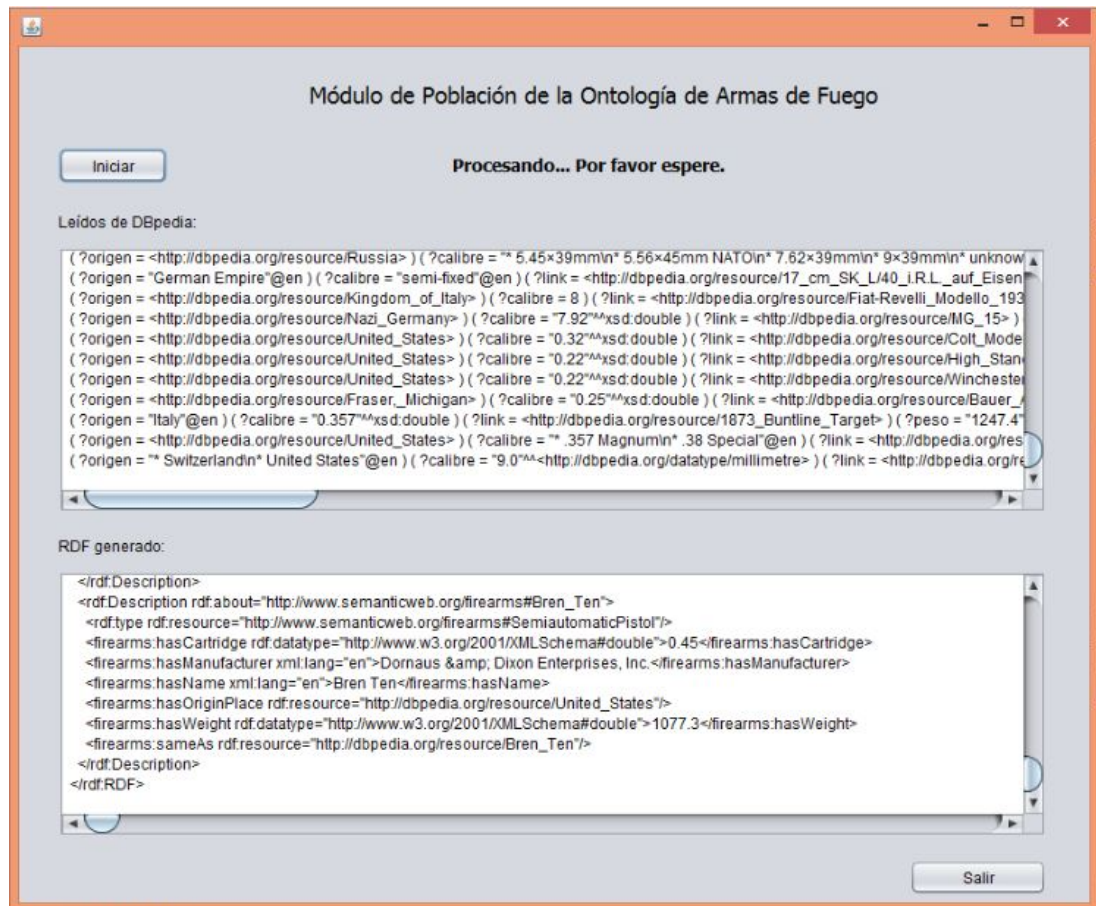 Módulo de Población de la Ontología de Armas de Fuego
Iniciar
Procesando... Por favor espere.
Leídos de DBpedia:
( ?origen = <http://dbpedia.org/resource/Russia> ) ( ?calibre = "* 5.45×39mm\n* 5.56×45mm NATO\n* 7.62×39mm\n* 9×39mm\n* unknow
( ?origen = "German Empire"@en ) ( ?calibre = "semi-fixed"@en ) ( ?link = <http://dbpedia.org/resource/17_cm_SK_L/40_i.R.L._auf_Eisen
( ?origen = <http://dbpedia.org/resource/Kingdom_of_Italy> ) ( ?calibre = 8 ) ( ?link = <http://dbpedia.org/resource/Fiat-Revelli_Modello_193
( ?origen = <http://dbpedia.org/resource/Nazi_Germany> ) ( ?calibre = "7.92"^^xsd:double ) ( ?link = <http://dbpedia.org/resource/MG_15> ) (
( ?origen = <http://dbpedia.org/resource/United_States> ) ( ?calibre = "0.32"^^xsd:double ) ( ?link = <http://dbpedia.org/resource/Colt_Mode
( ?origen = <http://dbpedia.org/resource/United_States> ) ( ?calibre = "0.22"^^xsd:double ) ( ?link = <http://dbpedia.org/resource/High_Stan
( ?origen = <http://dbpedia.org/resource/United_States> ) ( ?calibre = "0.22"^^xsd:double ) ( ?link = <http://dbpedia.org/resource/Winchester
( ?origen = <http://dbpedia.org/resource/Fraser,_Michigan> ) ( ?calibre = "0.25"^^xsd:double ) ( ?link = <http://dbpedia.org/resource/Bauer_
( ?origen = "Italy"@en ) ( ?calibre = "0.357"^^xsd:double ) ( ?link = <http://dbpedia.org/resource/1873_Buntline_Target> ) ( ?peso = "1247.4"
( ?origen = <http://dbpedia.org/resource/United_States> ) ( ?calibre = "* .357 Magnum\n* .38 Special"@en ) ( ?link = <http://dbpedia.org/res
( ?origen = "* Switzerland\n* United States"@en ) ( ?calibre = "9.0"^^<http://dbpedia.org/datatype/millimetre> ) ( ?link = <http://dbpedia.org/re
RDF generado:
</rdf:Description>
<rdf:Description rdf:about="http://www.semanticweb.org/firearms#Bren_Ten">
<rdf:type rdf:resource="http://www.semanticweb.org/firearms#SemiautomaticPistol"/>
<firearms:hasCartridge rdf:datatype="http://www.w3.org/2001/XMLSchema#double">0.45</firearms:hasCartridge>
<firearms:hasManufacturer xml:lang="en">Dornaus &amp; Dixon Enterprises, Inc.</firearms:hasManufacturer>
<firearms:hasName xml:lang="en">Bren Ten</firearms:hasName>
<firearms:hasOriginPlace rdf:resource="http://dbpedia.org/resource/United_States"/>
<firearms:hasWeight rdf:datatype="http://www.w3.org/2001/XMLSchema#double">1077.3</firearms:hasWeight>
<firearms:sameAs rdf:resource="http://dbpedia.org/resource/Bren_Ten"/>
</rdf:Description>
</rdf:RDF>
Salir